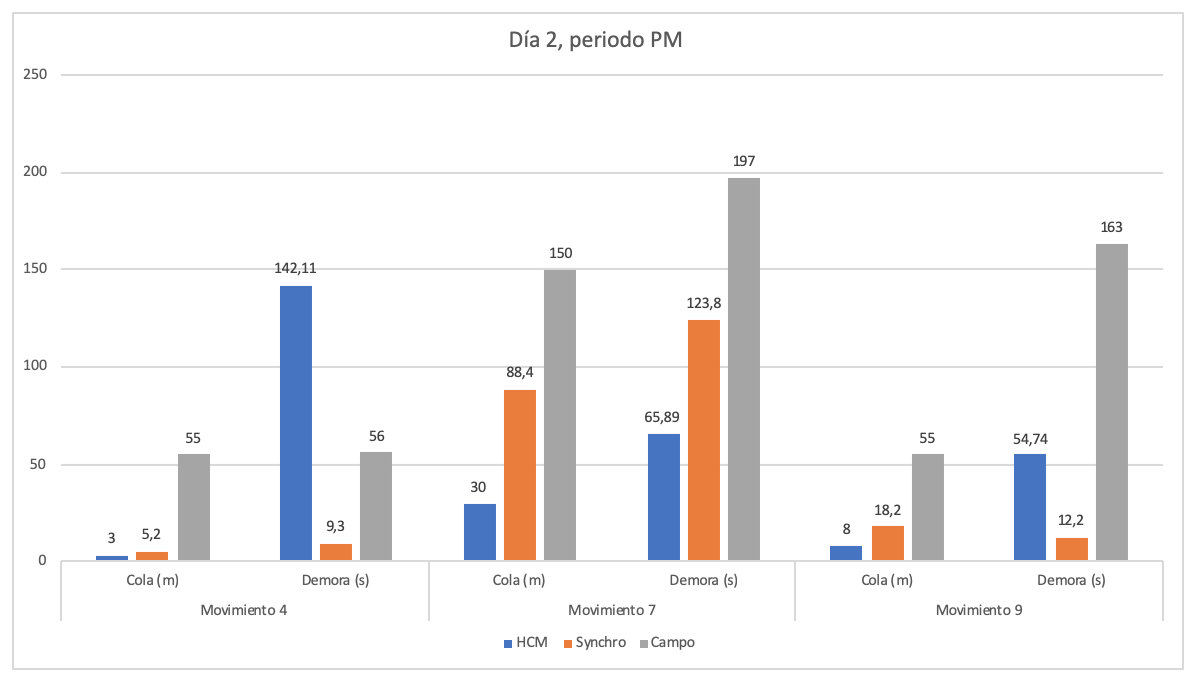 Día 2, periodo PM
250
200
150
100
50
0
3
5,2
55
142,11
9,3
56
30
88,4
150
65,89
123,8
197
8
18,2
55
54,74
12,2
163
Cola (m)
Demora (s)
Cola (m)
Demora (s)
Cola (m)
Demora (s)
Movimiento 4
Movimiento 7
Movimiento 9
HCM
Synchro
Campo